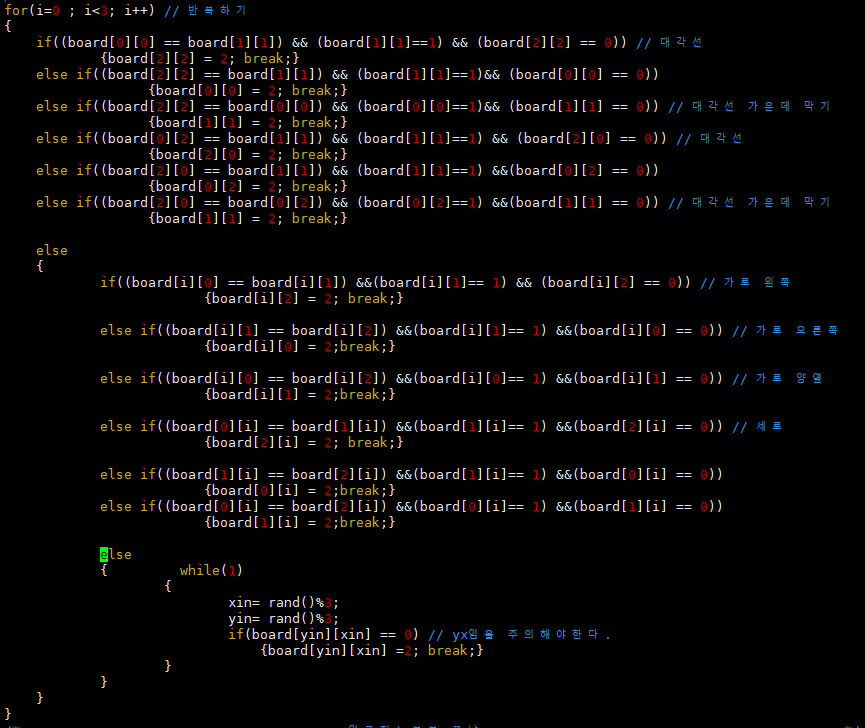 for(i=0 ; i<3; i++) // 반복하기
{
if((board[0][0] == board[1][1]) && (board[1][1]==1) && (board[2][2] == 0)) // 대각선
{board[2][2] = 2; break;}
else if((board[2][2] == board[1][1]) && (board[1][1]==1)&& (board[0][0] == 0))
{board[0][0] = 2; break;}
else if((board[2][2] == board[0][0]) && (board[0][0]==1)&& (board[1][1] == 0)) // 대각선 가운데 막기
{board[1][1] = 2; break;}
else if((board[0][2] == board[1][1]) && (board[1][1]==1) && (board[2][0] == 0)) // 대각선
{board[2][0] = 2; break;}
else if((board[2][0] == board[1][1]) && (board[1][1]==1) &&(board[0][2] == 0))
{board[0][2] = 2; break;}
else if((board[2][0] == board[0][2]) && (board[0][2]==1) &&(board[1][1] == 0)) // 대각선 가운데 막기
{board[1][1] = 2; break;}
else
{
if((board[i][0] == board[i][1]) &&(board[i][1]== 1) && (board[i][2] == 0)) // 가로 왼쪽
{board[i][2] = 2; break;}
else if((board[i][1] == board[i][2]) &&(board[i][1]== 1) &&(board[i][0] == 0)) // 가로 오른쪽
{board[i][0] = 2;break;}
else if((board[i][0] == board[i][2]) &&(board[i][0]== 1) &&(board[i][1] == 0)) // 가로 양옆
{board[i][1] = 2;break;}
else if((board[0][i] == board[1][i]) &&(board[1][i]== 1) &&(board[2][i] == 0)) // 세로
{board[2][i] = 2; break;}
else if((board[1][i] == board[2][i]) &&(board[1][i]== 1) &&(board[0][i] == 0))
{board[0][i] = 2;break;}
else if((board[0][i] == board[2][i]) &&(board[0][i]== 1) &&(board[1][i] == 0))
{board[1][i] = 2;break;}
else
{ while(1)
{
xin= rand()%3;
yin= rand()%3;
if(board[yin][xin] == 0) // yx임을 주의해야한다.
{board[yin][xin] =2; break;}
}
}
}
}